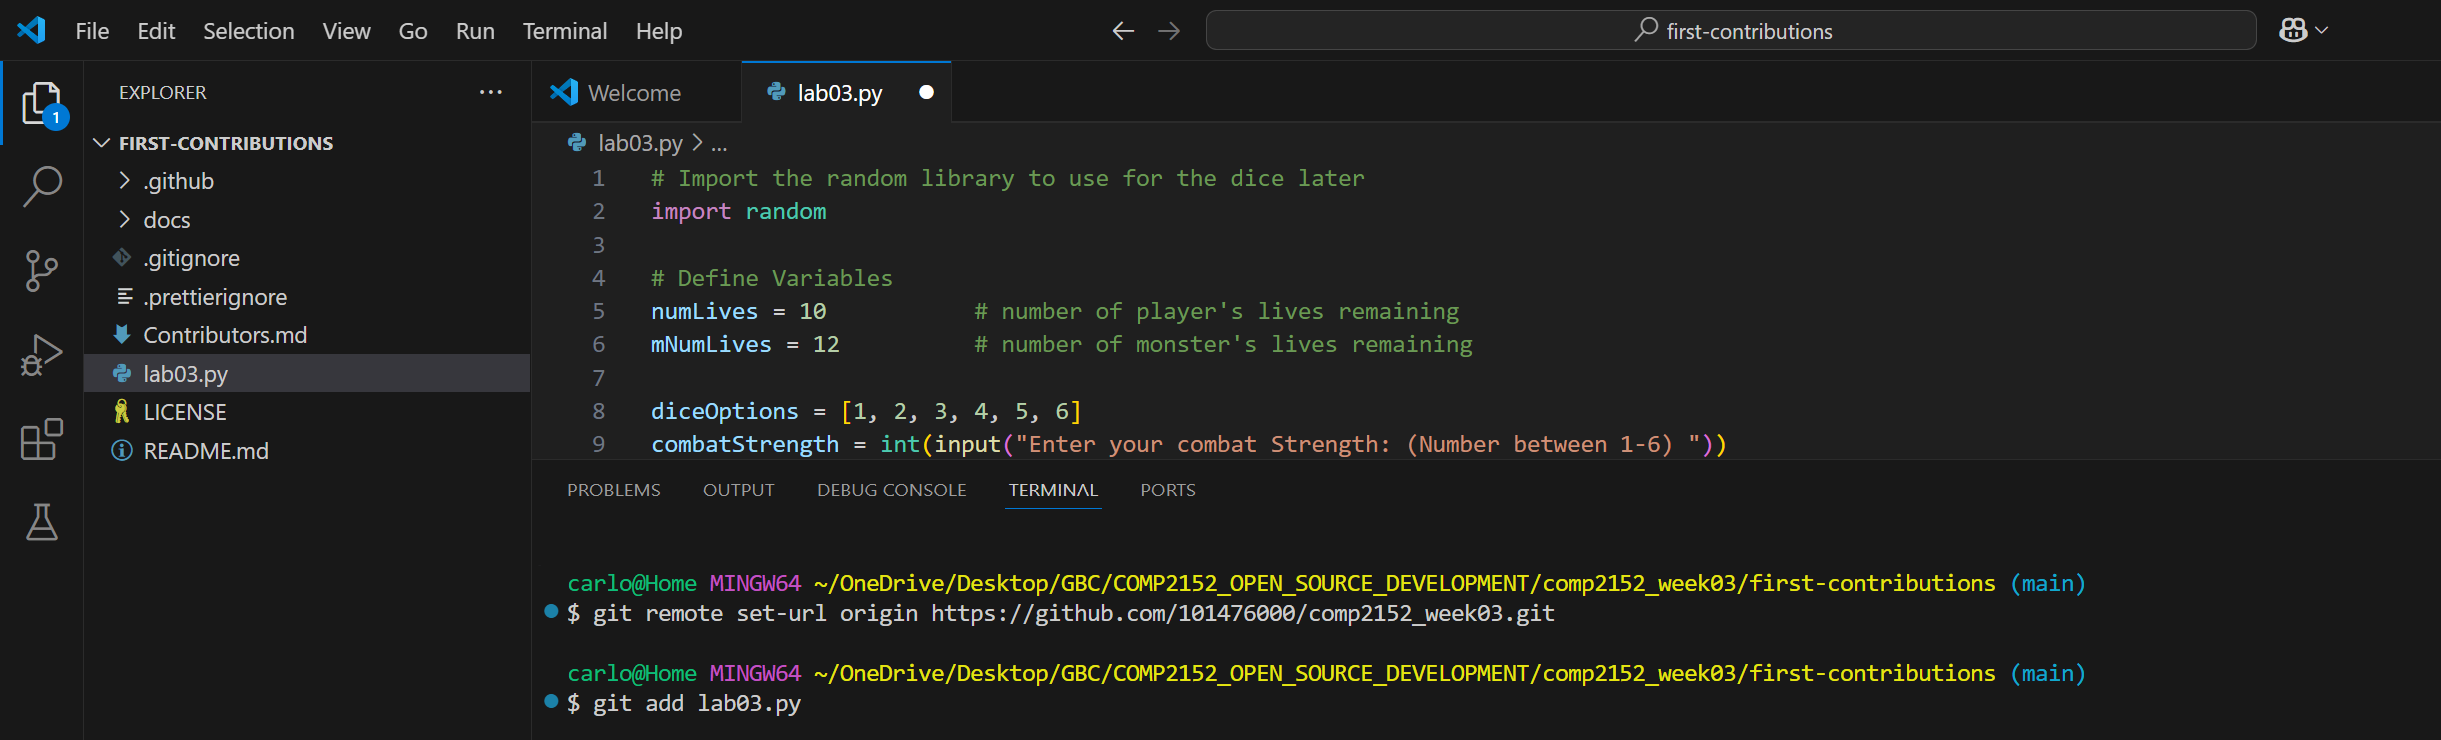 File Edit Selection View Go Run Terminal Help first-contributions
EXPLORER ...
1
FIRST-CONTRIBUTIONS
.github
docs
.gitignore
.prettierignore
Contributors.md
lab03.py
LICENSE
README.md
Welcome lab03.py
lab03.py > ...
1 # Import the random library to use for the dice later
2 import random
3
4 # Define Variables
5 numLives = 10 # number of player's lives remaining
6 mNumLives = 12 # number of monster's lives remaining
7
8 diceOptions = [1, 2, 3, 4, 5, 6]
9 combatStrength = int(input("Enter your combat Strength: (Number between 1-6) "))
PROBLEMS OUTPUT DEBUG CONSOLE TERMINAL PORTS
carlo@Home MINGW64 ~/OneDrive/Desktop/GBC/COMP2152_OPEN_SOURCE_DEVELOPMENT/comp2152_week03/first-contributions (main)
$ git remote set-url origin https://github.com/101476000/comp2152_week03.git
carlo@Home MINGW64 ~/OneDrive/Desktop/GBC/COMP2152_OPEN_SOURCE_DEVELOPMENT/comp2152_week03/first-contributions (main)
$ git add lab03.py